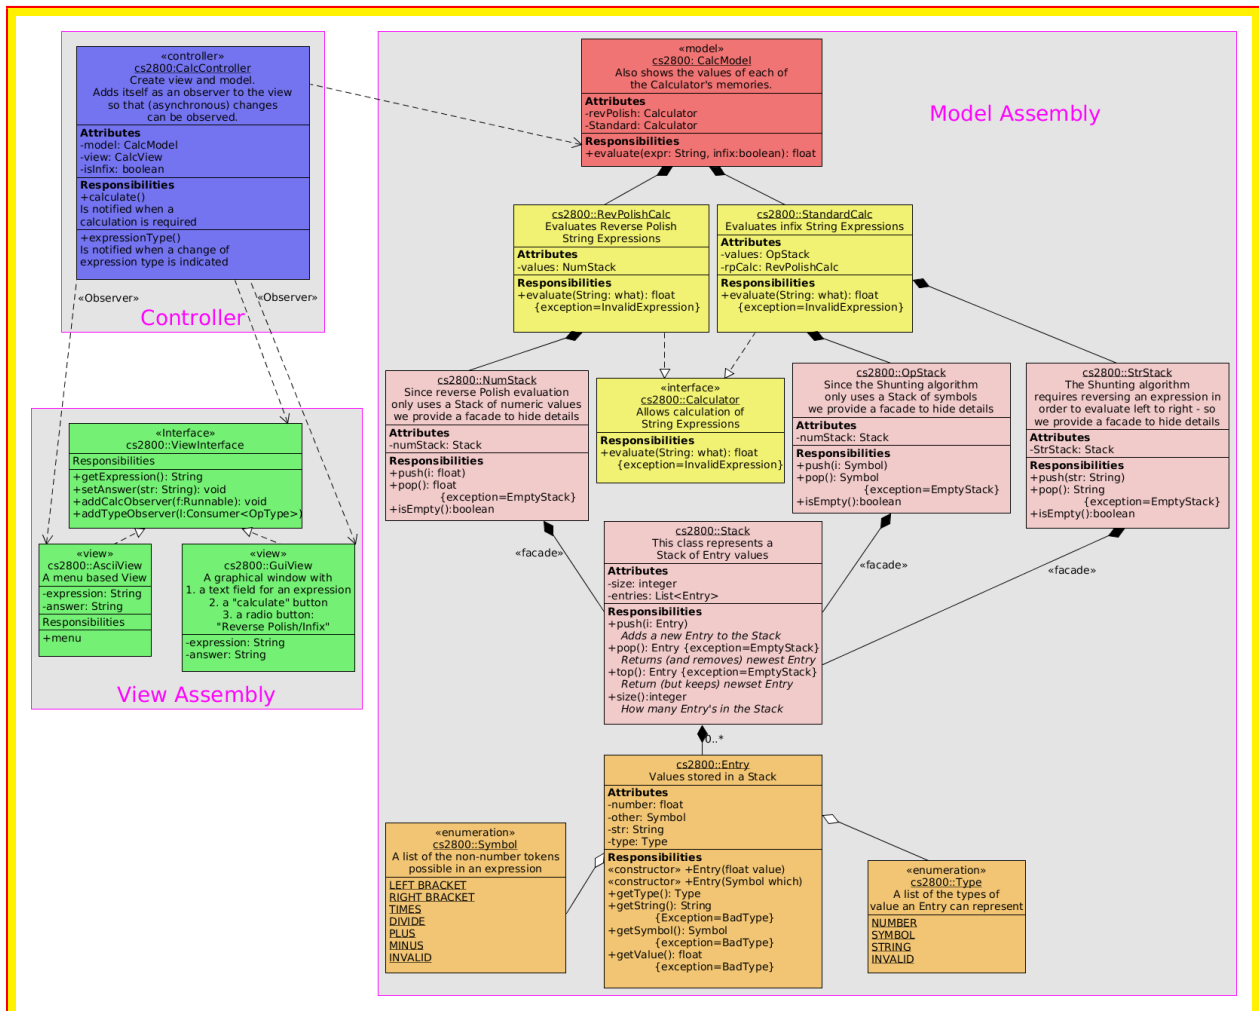 «controller»
cs2800:CalcController
Create view and model.
Adds itself as an observer to the view
so that (asynchronous) changes
can be observed.
Attributes
-model: CalcModel
-view: CalcView
-isInfix: boolean
Responsibilities
+calculate()
Is notified when a
calculation is required
+expressionType()
Is notified when a change of
expression type is indicated
«Observer»
«Observer»
Controller
«Interface»
cs2800::ViewInterface
Responsibilities
+getExpression(): String
+setAnswer(str: String): void
+addCalcObserver(f:Runnable): void
+addTypeObserver(l:Consumer<OpType>)
«view»
cs2800::AsciiView
A menu based View
-expression: String
-answer: String
Responsibilities
+menu
«view»
cs2800::GuiView
A graphical window with
1. a text field for an expression
2. a "calculate" button
3. a radio button:
"Reverse Polish/Infix"
-expression: String
-answer: String
View Assembly
«model»
cs2800: CalcModel
Also shows the values of each of
the Calculator's memories.
Attributes
-revPolish: Calculator
-Standard: Calculator
Responsibilities
+evaluate(expr: String, infix:boolean): float
Model Assembly
cs2800::RevPolishCalc
Evaluates Reverse Polish
String Expressions
Attributes
-values: NumStack
Responsibilities
+evaluate(String: what): float
{exception=InvalidExpression}
cs2800::StandardCalc
Evaluates infix String Expressions
Attributes
-values: OpStack
-rpCalc: RevPolishCalc
Responsibilities
+evaluate(String: what): float
{exception=InvalidExpression}
cs2800::NumStack
Since reverse Polish evaluation
only uses a Stack of numeric values
we provide a facade to hide details
Attributes
-numStack: Stack
Responsibilities
+push(i: float)
+pop(): float
{exception=EmptyStack}
+isEmpty():boolean
«interface»
cs2800::Calculator
Allows calculation of
String Expressions
Responsibilities
+evaluate(String: what): float
{exception=InvalidExpression}
cs2800::OpStack
Since the Shunting algorithm
only uses a Stack of symbols
we provide a facade to hide details
Attributes
-numStack: Stack
Responsibilities
+push(i: Symbol)
+pop(): Symbol
{exception=EmptyStack}
+isEmpty():boolean
cs2800::StrStack
The Shunting algorithm
requires reversing an expression in
order to evaluate left to right - so
we provide a facade to hide details
Attributes
-StrStack: Stack
Responsibilities
+push(str: String)
+pop(): String
{exception=EmptyStack}
+isEmpty():boolean
«facade»
«facade»
«facade»
cs2800::Stack
This class represents a
Stack of Entry values
Attributes
-size: integer
-entries: List<Entry>
Responsibilities
+push(i: Entry)
Adds a new Entry to the Stack
+pop(): Entry {exception=EmptyStack}
Returns (and removes) newest Entry
+top(): Entry {exception=EmptyStack}
Return (but keeps) newset Entry
+size():integer
How many Entry's in the Stack
0..*
cs2800::Entry
Values stored in a Stack
Attributes
-number: float
-other: Symbol
-str: String
-type: Type
Responsibilities
«constructor» +Entry(float value)
«constructor» +Entry(Symbol which)
+getType(): Type
+getString(): String
{Exception=BadType}
+getSymbol(): Symbol
{exception=BadType}
+getValue(): float
{exception=BadType}
«enumeration»
cs2800::Symbol
A list of the non-number tokens
possible in an expression
LEFT BRACKET
RIGHT BRACKET
TIMES
DIVIDE
PLUS
MINUS
INVALID
«enumeration»
cs2800::Type
A list of the types of
value an Entry can represent
NUMBER
SYMBOL
STRING
INVALID